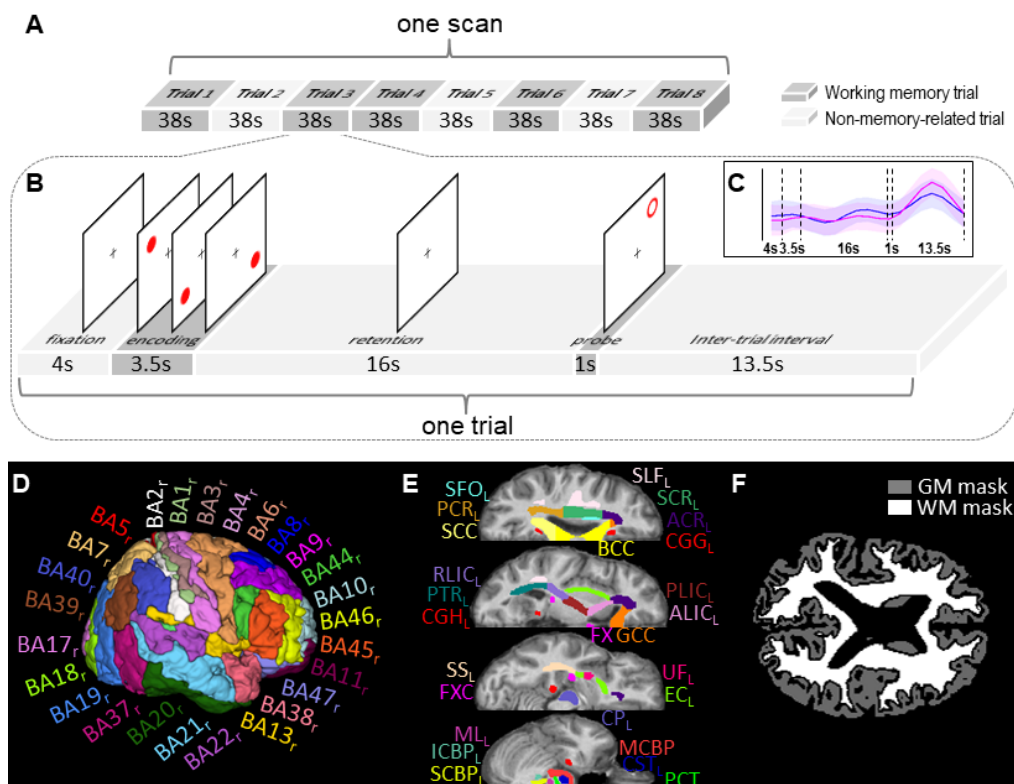 A
one scan
Trial 1 Trial 2 Trial 3 Trial 4 Trial 5 Trial 6 Trial 7 Trial 8
38s 38s 38s 38s 38s 38s 38s 38s
Working memory trial
Non-memory-related trial
B
C
4s 3.5s 16s 1s 13.5s
fixation encoding retention probe Inter-trial interval
4s 3.5s 16s 1s 13.5s
one trial
D
BA5r
BA2r
BA1r
BA3r
BA4r
BA6r
BA8r
BA9r
BA44r
BA10r
BA46r
BA45r
BA11r
BA47r
BA38r
BA13r
BA22r
BA21r
BA20r
BA37r
BA19r
BA18r
BA17r
BA39r
BA40r
BA7r
E
SFOL SLFL
PCRL SCRL
SCC ACRL
BCC CGGL
RLICL
PTRL PLICL
CGHL ALICL
FX GCC
SSL UFL
FXC ECL
CPL
MLL
ICBPL MCBP
CSTL
SCBPL PCT
F
GM mask
WM mask